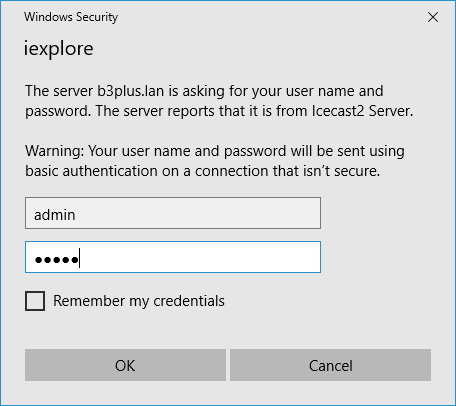 Windows Security
iexplore
The server b3plus.lan is asking for your user name and
password. The server reports that it is from Icecast2 Server.
Warning: Your user name and password will be sent using
basic authentication on a connection that isn't secure.
admin
●●●●●
Remember my credentials
OK Cancel